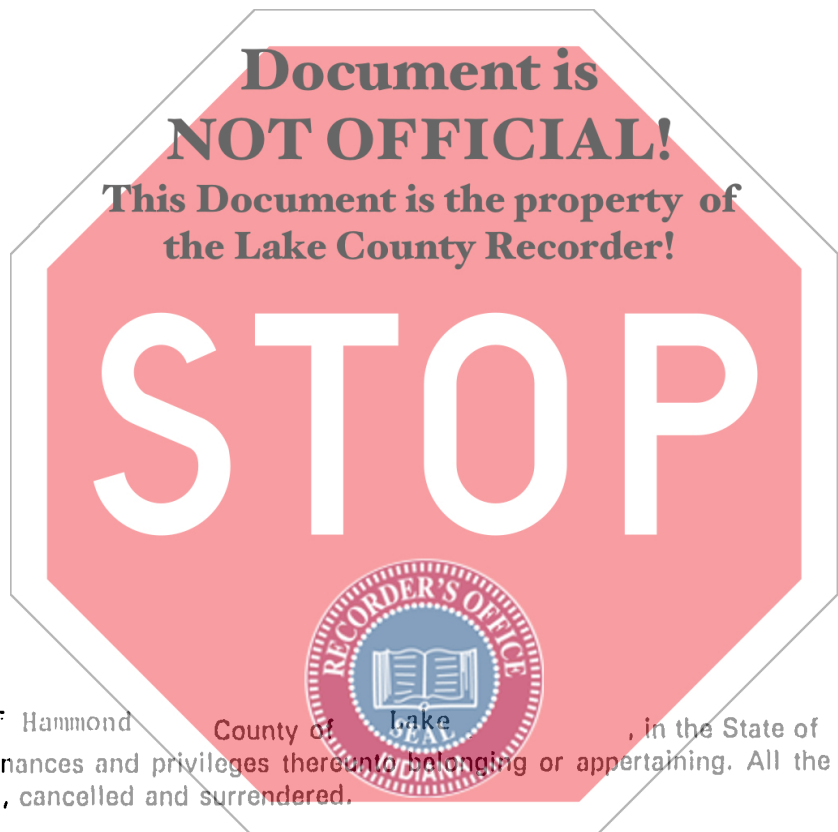 Document is
NOT OFFICIAL!
This Document is the property of
the Lake County Recorder!
STOP
RECORDER'S OFFICE
SEAL
INDIANA
Hammond County of Lake , in the State of
nances and privileges thereunto belonging or appertaining. All the
, cancelled and surrendered.